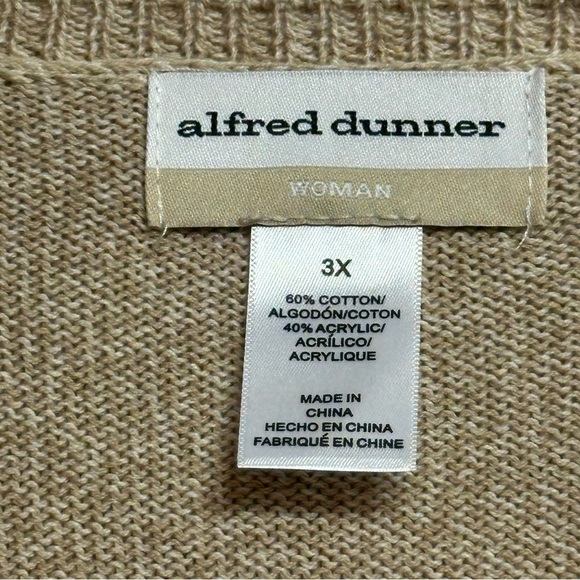 alfred dunner
WOMAN
3X
60% COTTON/
ALGODÓN/COTON
40% ACRYLIC/
ACRÍLICO/
ACRYLIQUE
MADE IN
CHINA
HECHO EN CHINA
FABRIQUÉ EN CHINE